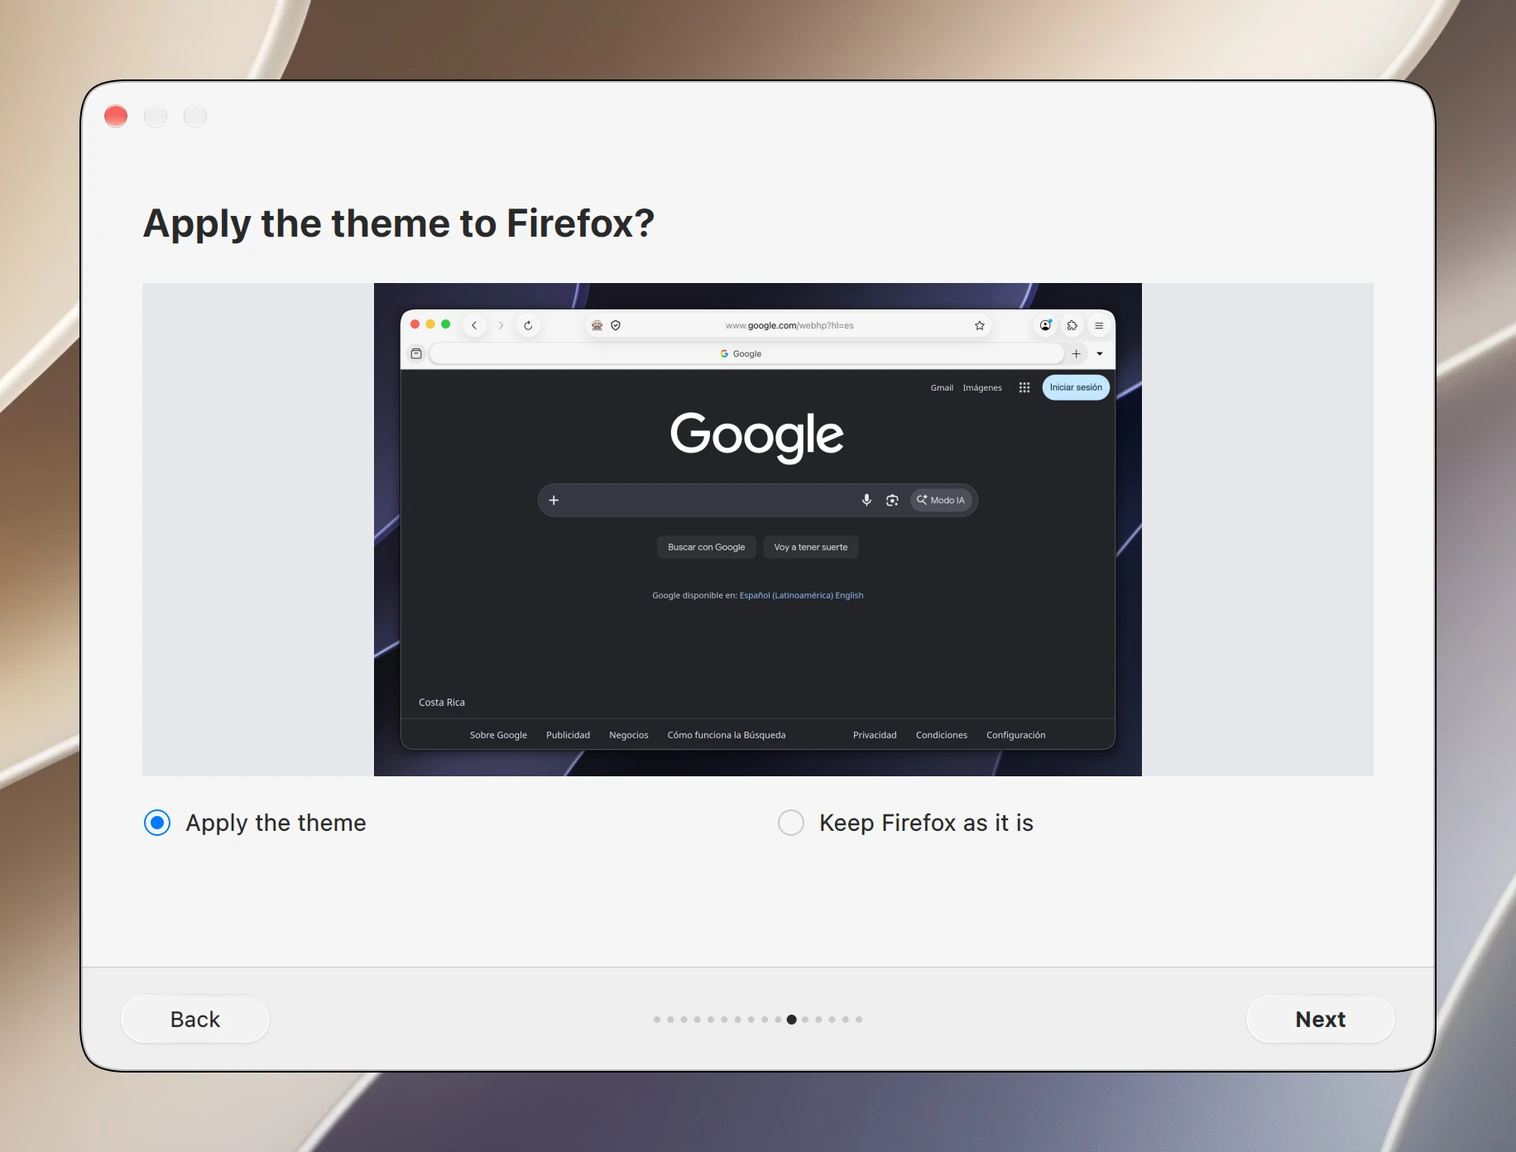 Apply the theme to Firefox?
www.google.com/webhp?hl=es
Google
Gmail Imágenes Iniciar sesión
Google
Modo IA
Buscar con Google Voy a tener suerte
Google disponible en: Español (Latinoamérica) English
Costa Rica
Sobre Google Publicidad Negocios Cómo funciona la Búsqueda Privacidad Condiciones Configuración
Apply the theme Keep Firefox as it is
Back Next